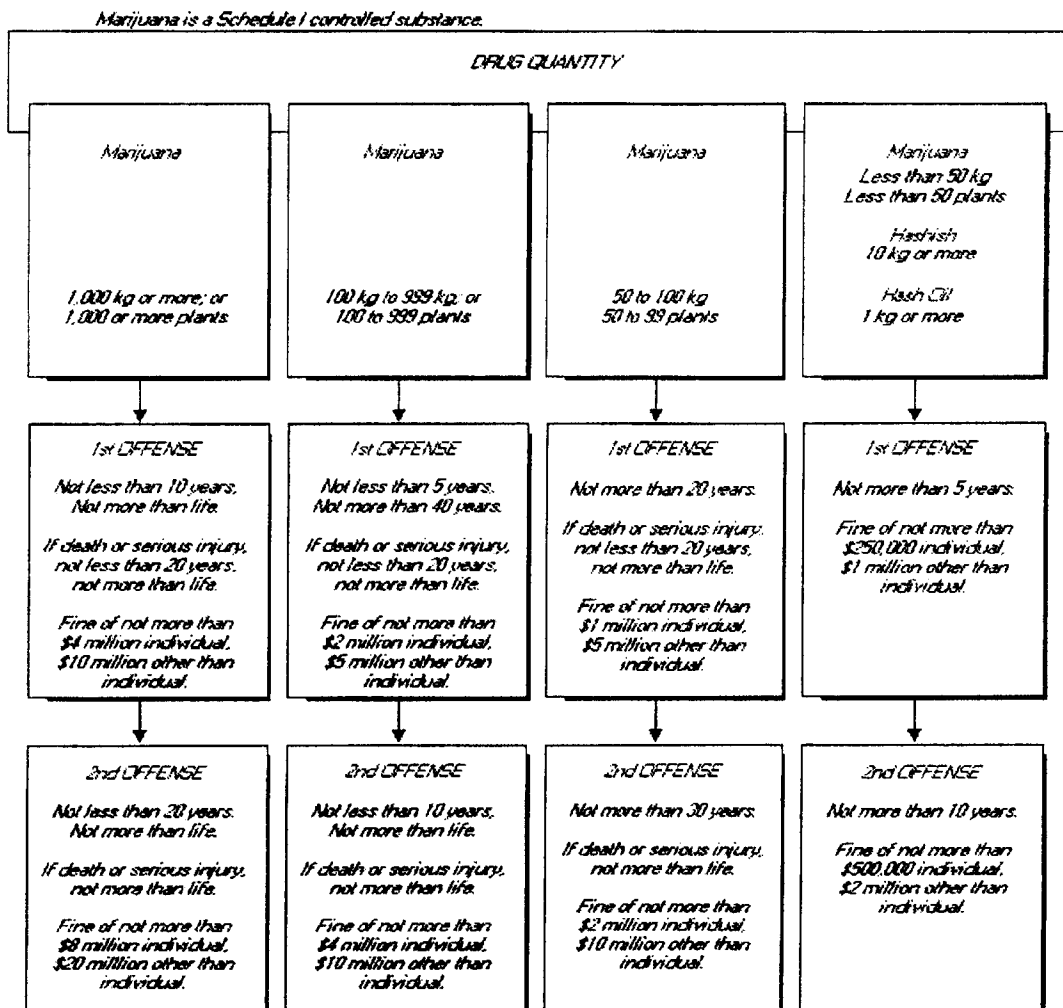 Marijuana is a Schedule I controlled substance.
DRUG QUANTITY
Marijuana
1,000 kg or more; or
1,000 or more plants
Marijuana
100 kg to 999 kg; or
100 to 999 plants
Marijuana
50 to 100 kg
50 to 99 plants
Marijuana
Less than 50 kg
Less than 50 plants
Hashish
10 kg or more
Hash Oil
1 kg or more
1st OFFENSE
Not less than 10 years,
Not more than life.
If death or serious injury,
not less than 20 years,
not more than life.
Fine of not more than
$4 million individual,
$10 million other than
individual.
1st OFFENSE
Not less than 5 years.
Not more than 40 years.
If death or serious injury,
not less than 20 years,
not more than life.
Fine of not more than
$2 million individual,
$5 million other than
individual.
1st OFFENSE
Not more than 20 years.
If death or serious injury,
not less than 20 years,
not more than life.
Fine of not more than
$1 million individual,
$5 million other than
individual.
1st OFFENSE
Not more than 5 years.
Fine of not more than
$250,000 individual,
$1 million other than
individual.
2nd OFFENSE
Not less than 20 years.
Not more than life.
If death or serious injury,
not more than life.
Fine of not more than
$8 million individual,
$20 million other than
individual.
2nd OFFENSE
Not less than 10 years,
Not more than life.
If death or serious injury,
not more than life.
Fine of not more than
$4 million individual,
$10 million other than
individual.
2nd OFFENSE
Not more than 30 years.
If death or serious injury,
not more than life.
Fine of not more than
$2 million individual,
$10 million other than
individual.
2nd OFFENSE
Not more than 10 years.
Fine of not more than
$500,000 individual,
$2 million other than
individual.